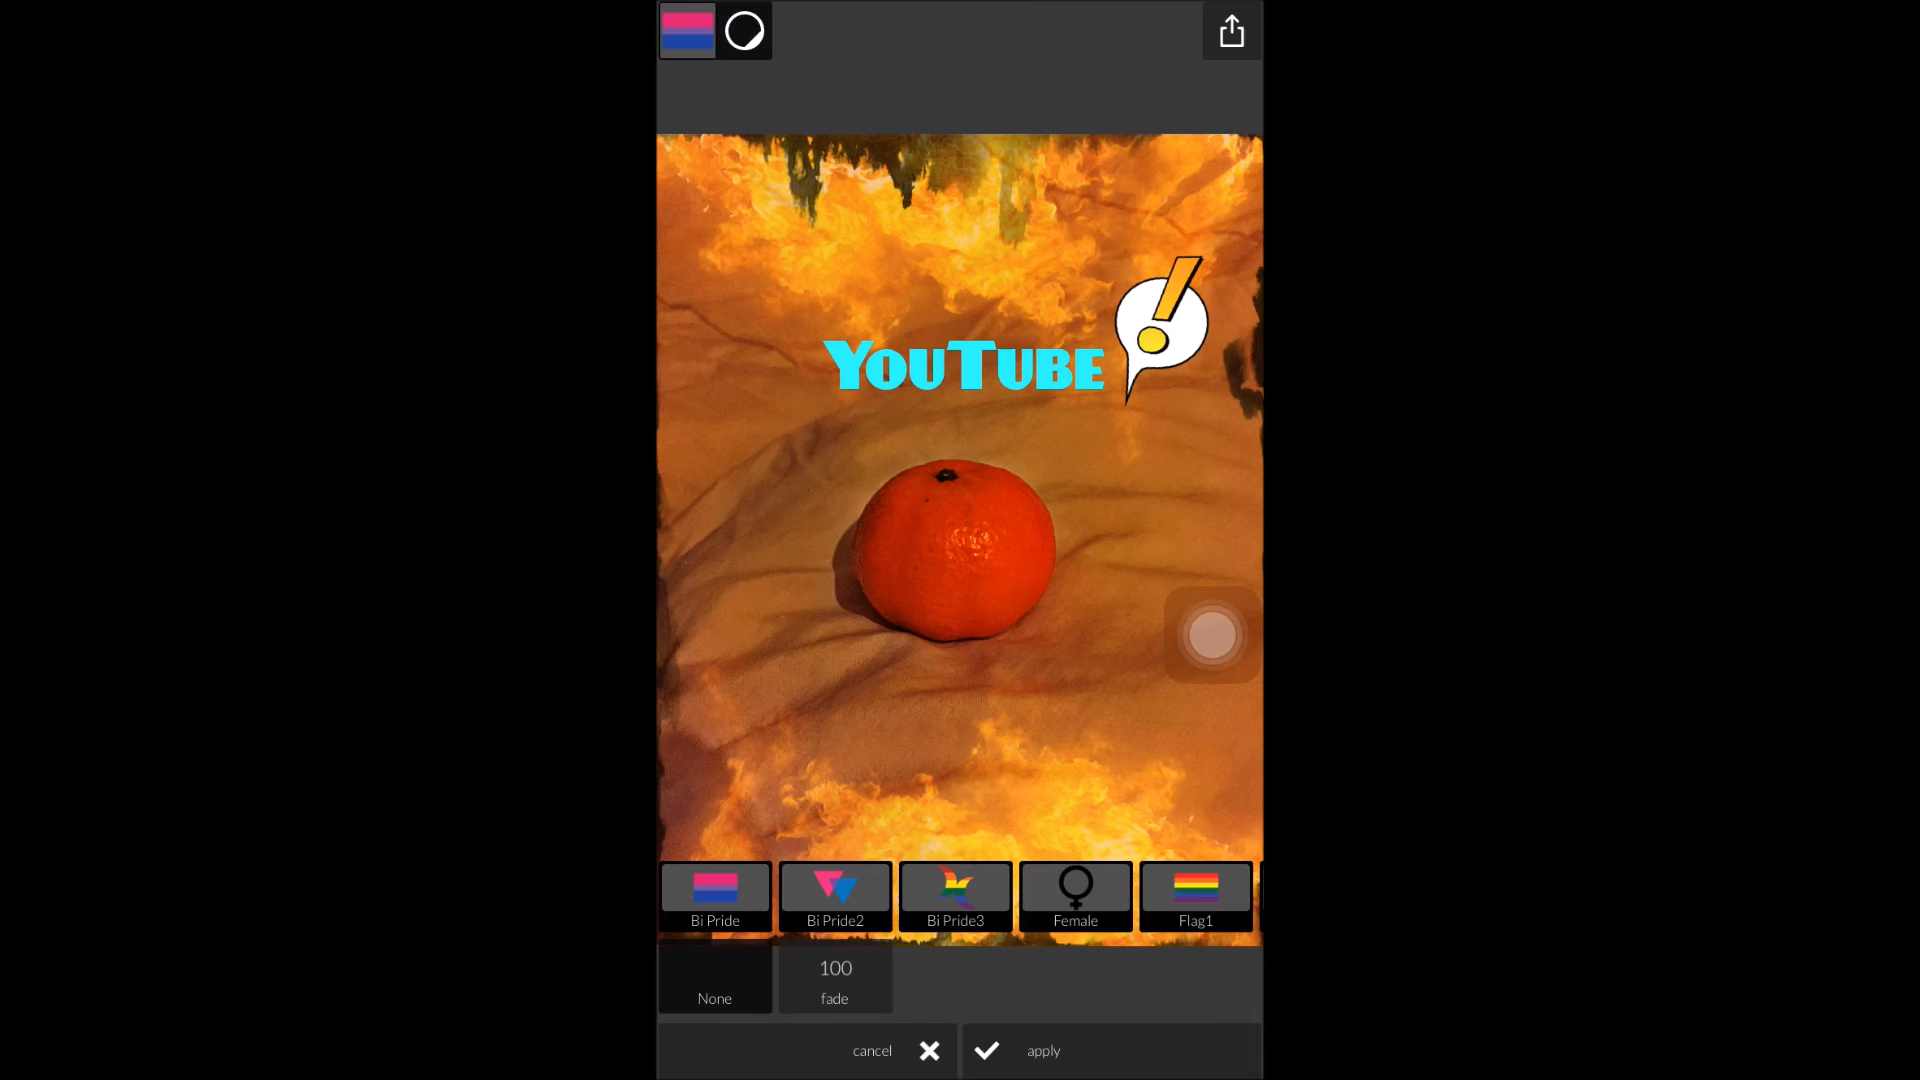 YouTube
Bi Pride
Bi Pride2
Bi Pride3
Female
Flag1
None
100
fade
cancel
apply